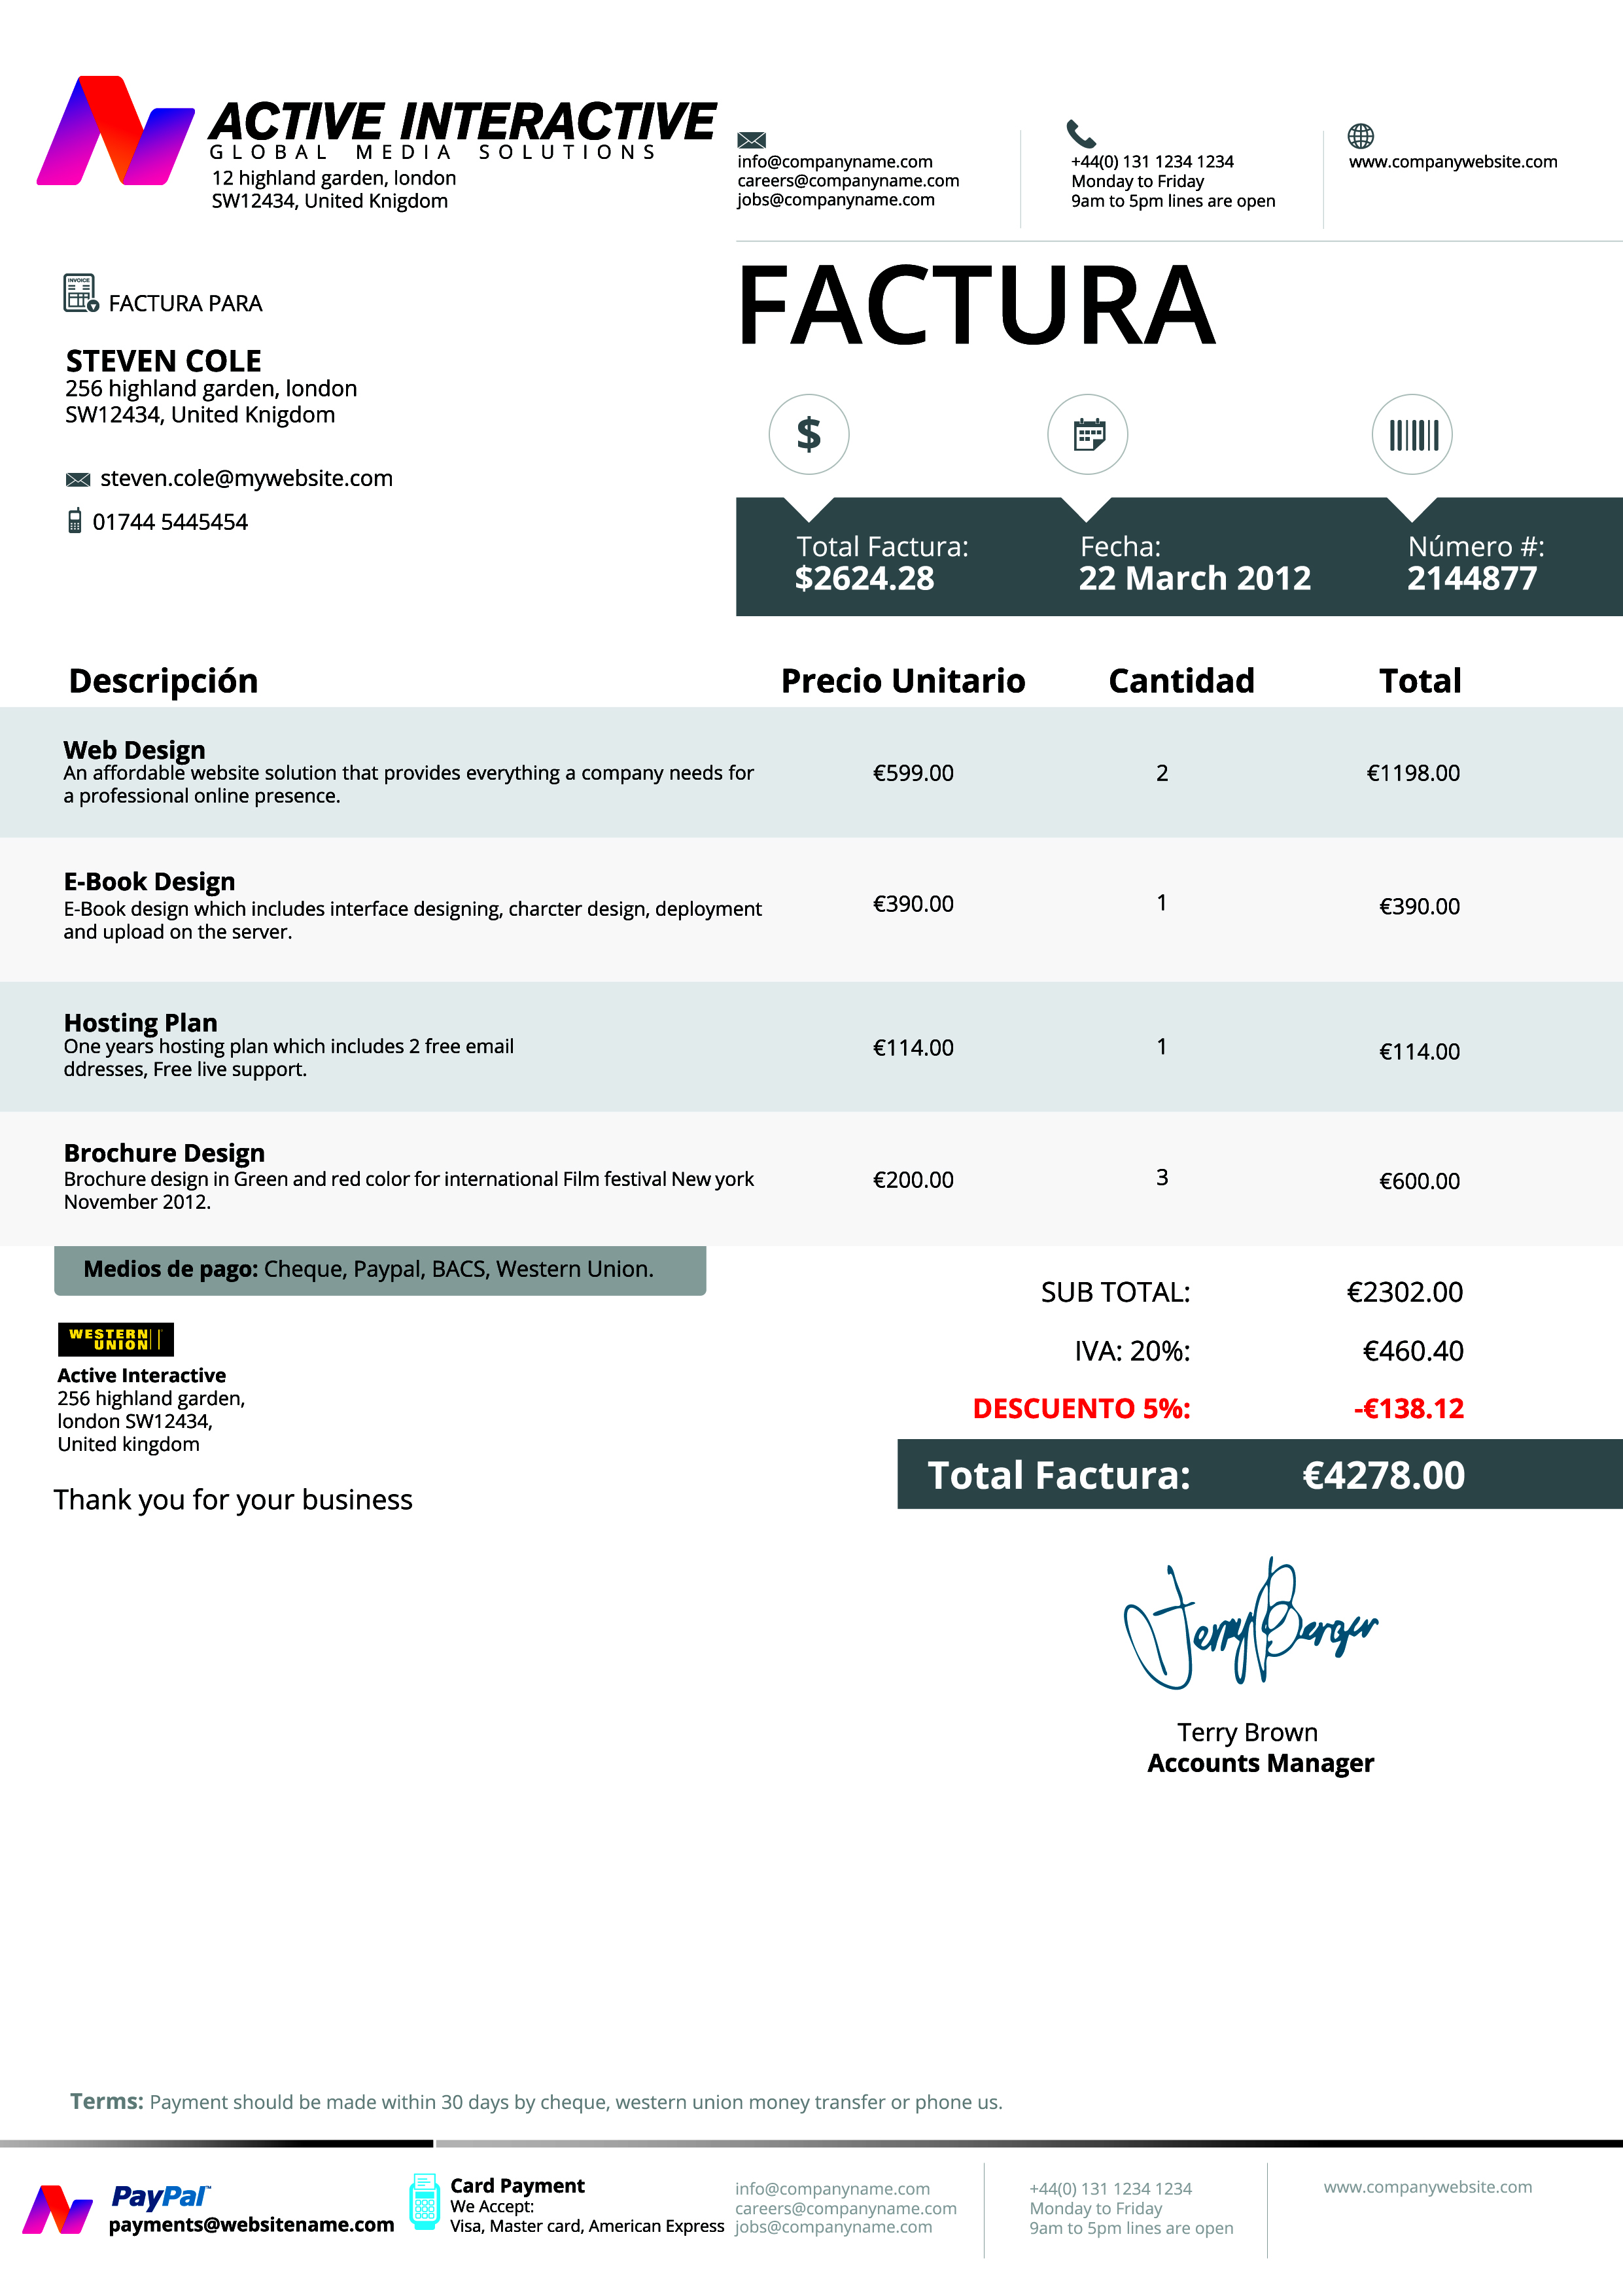 ACTIVE INTERACTIVE
GLOBAL MEDIA SOLUTIONS
12 highland garden, london
SW12434, United Knigdom
info@companyname.com
careers@companyname.com
jobs@companyname.com
+44(0) 131 1234 1234
Monday to Friday
9am to 5pm lines are open
www.companywebsite.com
INVOICE
FACTURA PARA
STEVEN COLE
256 highland garden, london
SW12434, United Knigdom
steven.cole@mywebsite.com
01744 5445454
FACTURA
$
Total Factura:
$2624.28
Fecha:
22 March 2012
Número #:
2144877
Descripción Precio Unitario Cantidad Total
Web Design
An affordable website solution that provides everything a company needs for
a professional online presence.
€599.00 2 €1198.00
E-Book Design
E-Book design which includes interface designing, charcter design, deployment
and upload on the server.
€390.00 1 €390.00
Hosting Plan
One years hosting plan which includes 2 free email
ddresses, Free live support.
€114.00 1 €114.00
Brochure Design
Brochure design in Green and red color for international Film festival New york
November 2012.
€200.00 3 €600.00
Medios de pago: Cheque, Paypal, BACS, Western Union.
WESTERN
UNION
Active Interactive
256 highland garden,
london SW12434,
United kingdom
Thank you for your business
SUB TOTAL: €2302.00
IVA: 20%: €460.40
DESCUENTO 5%: -€138.12
Total Factura: €4278.00
Jerry Berger
Terry Brown
Accounts Manager
Terms: Payment should be made within 30 days by cheque, western union money transfer or phone us.
PayPal™
payments@websitename.com
Card Payment
We Accept:
Visa, Master card, American Express
info@companyname.com
careers@companyname.com
jobs@companyname.com
+44(0) 131 1234 1234
Monday to Friday
9am to 5pm lines are open
www.companywebsite.com